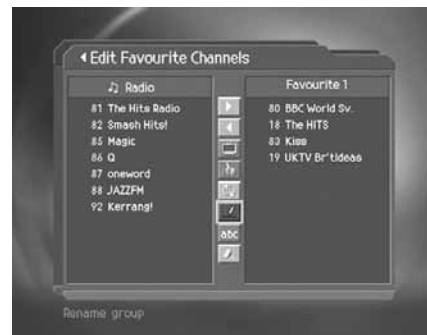 Edit Favourite Channels
Radio
81 The Hits Radio
82 Smash Hits!
85 Magic
86 Q
87 oneword
88 JAZZFM
92 Kerrang!
abc
Favourite 1
80 BBC World Sv.
18 The HITS
83 Kiss
19 UKTV Br'tideas
Rename group